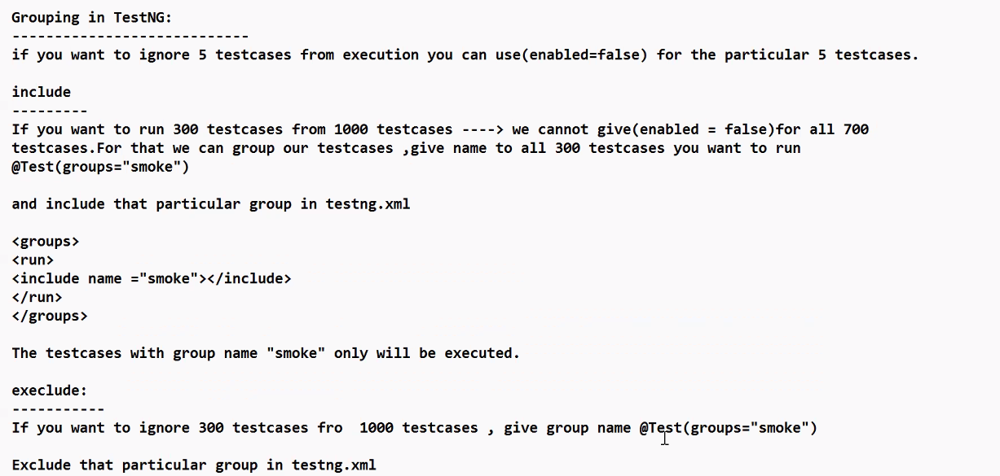 Grouping in TestNG:
----------------------------
if you want to ignore 5 testcases from execution you can use(enabled=false) for the particular 5 testcases.
include
---------
If you want to run 300 testcases from 1000 testcases ----> we cannot give(enabled = false)for all 700
testcases.For that we can group our testcases ,give name to all 300 testcases you want to run
@Test(groups="smoke")
and include that particular group in testng.xml
<groups>
<run>
<include name ="smoke"></include>
</run>
</groups>
The testcases with group name "smoke" only will be executed.
execlude:
-----------
If you want to ignore 300 testcases fro  1000 testcases , give group name @Test(groups="smoke")
Exclude that particular group in testng.xml